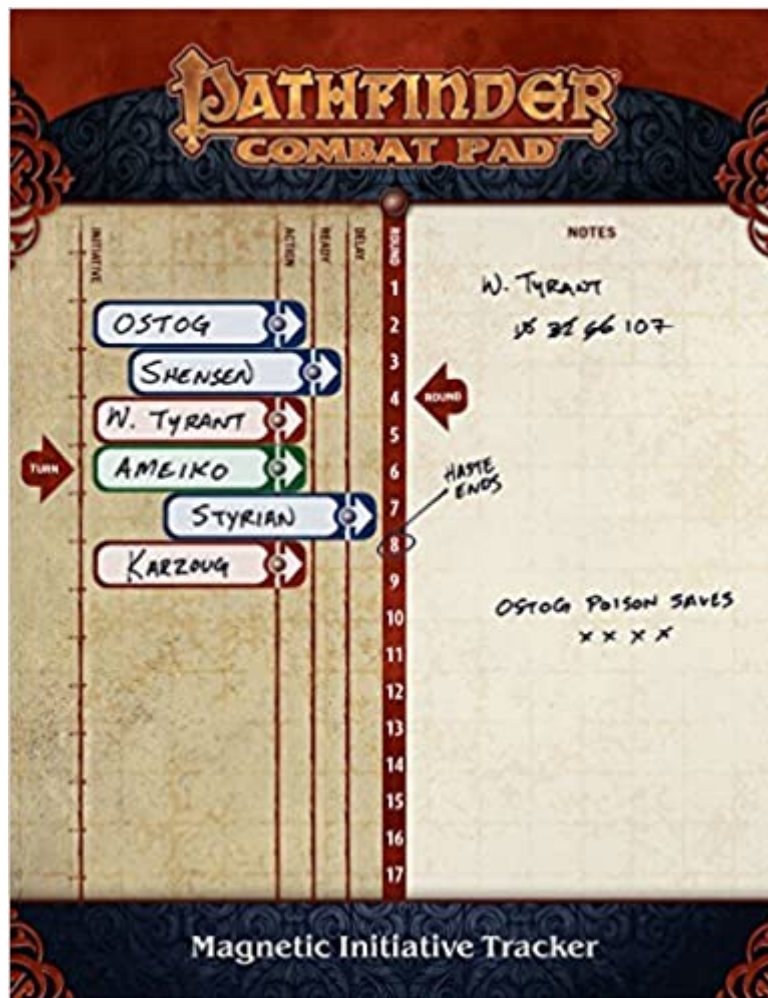 PATHFINDER
COMBAT PAD
INITIATIVE
ACTION
READY
DELAY
ROUND
NOTES
1
2
3
4
5
6
7
8
9
10
11
12
13
14
15
16
17
OSTOG
SHENSEN
W. TYRANT
AMEIKO
STYRIAN
KARZOUG
TURN
ROUND
W. TYRANT
107
HASTE
ENDS
OSTOG POISON SAVES
x x x x
Magnetic Initiative Tracker